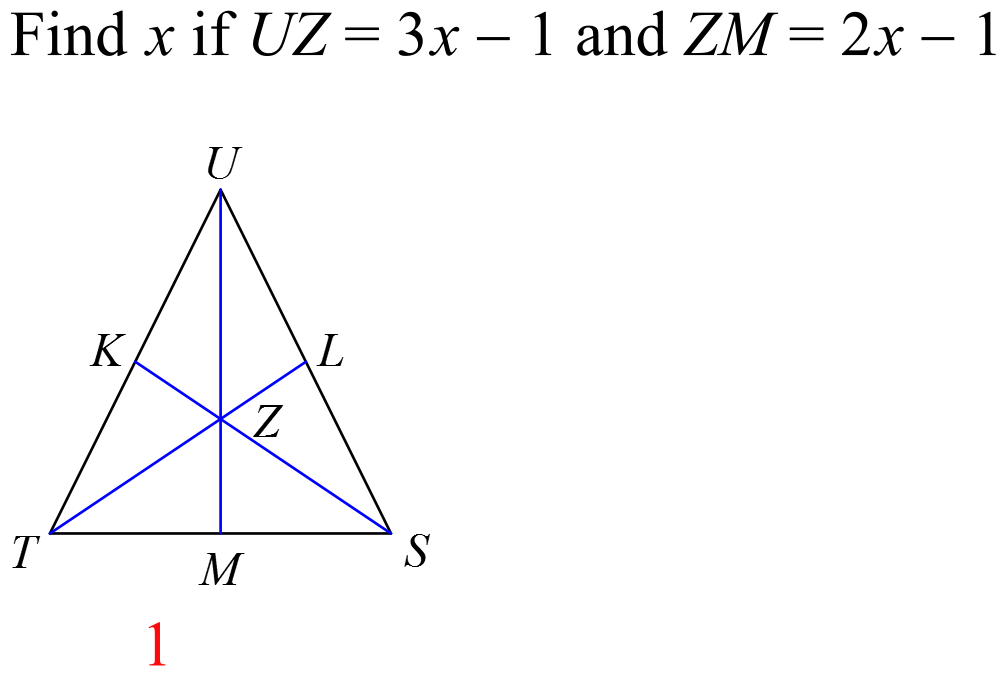 Find x if UZ = 3x − 1 and ZM = 2x − 1
U
K
L
Z
T
M
S
1